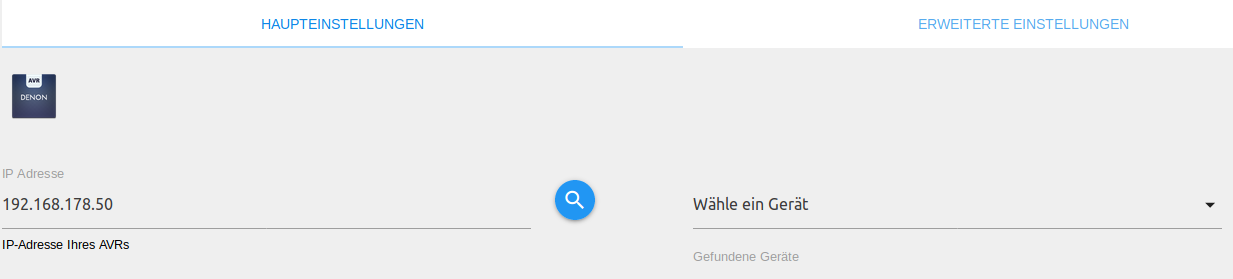 HAUPTEINSTELLUNGEN
ERWEITERTE EINSTELLUNGEN
AVR
DENON
IP Adresse
192.168.178.50
Wähle ein Gerät
IP-Adresse Ihres AVRs
Gefundene Geräte